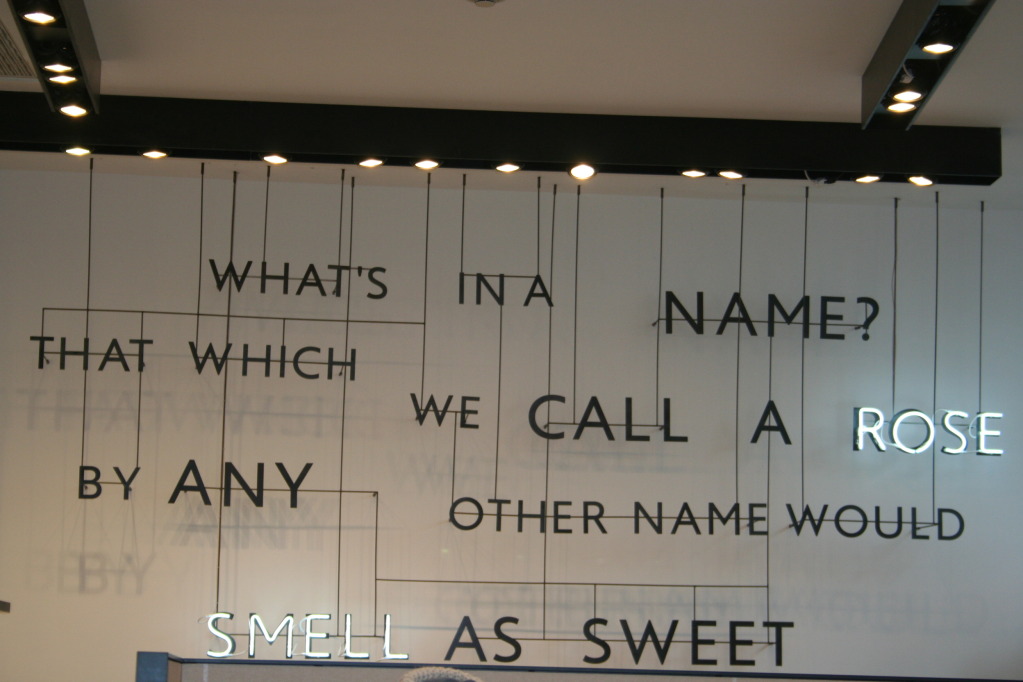 WHAT'S IN A NAME?
THAT WHICH
WE CALL A ROSE
BY ANY
OTHER NAME WOULD
SMELL AS SWEET